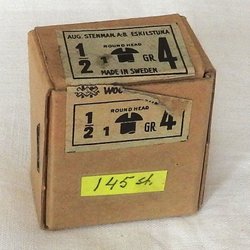 AUG. STENMAN A.B. ESKILSTUNA
1/2 1 ROUND HEAD GR. 4
MADE IN SWEDEN
WOO
1/2 1 ROUND HEAD GR. 4
145 st.